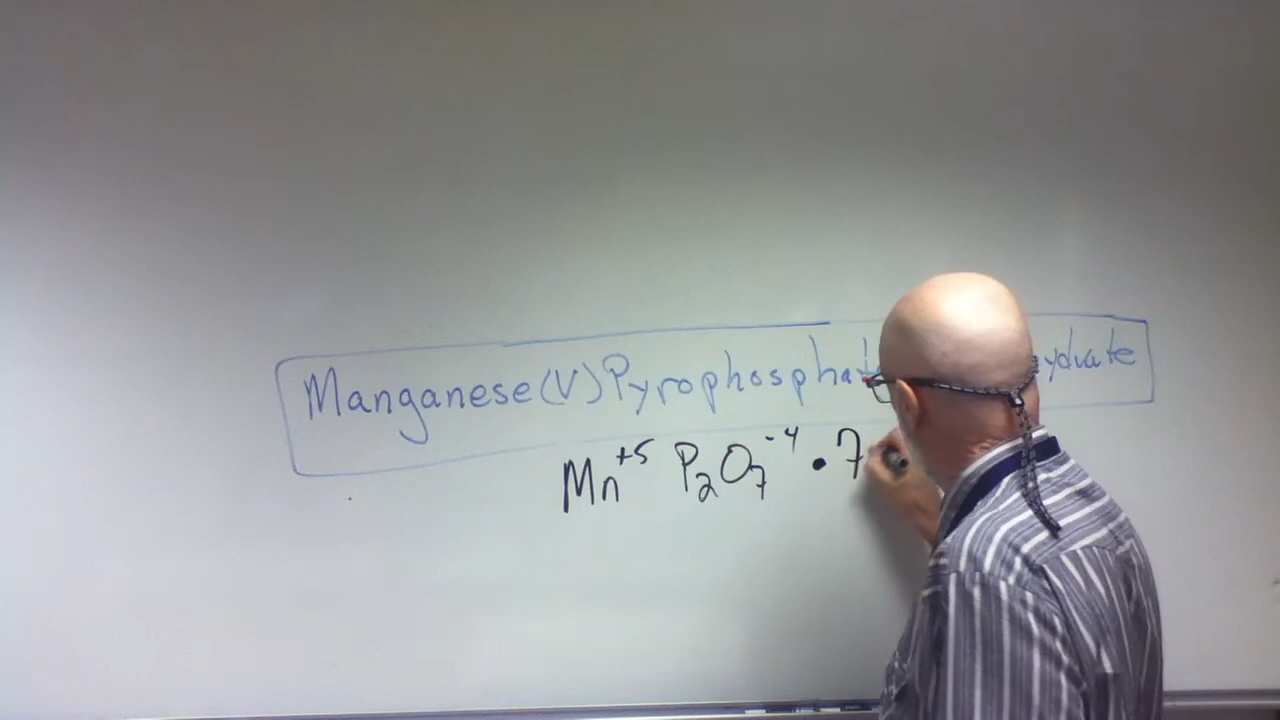 Manganese(V) Pyrophosphat ydrate
Mn⁺⁵ P₂O₇⁻⁴ • 7